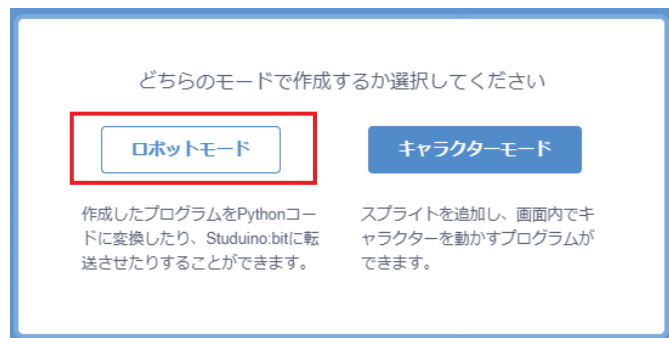 どちらのモードで作成するか選択してください
ロボットモード
キャラクターモード
作成したプログラムをPythonコー
ドに変換したり、Studuino:bitに転
送させたりすることができます。
スプライトを追加し、画面内でキ
ャラクターを動かすプログラムが
できます。